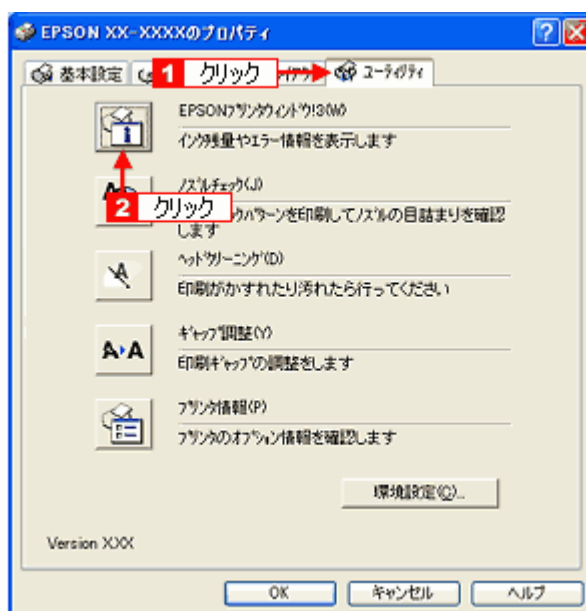 EPSON XX-XXXXのプロパティ
基本設定
1 クリック
ユーティリティ
EPSONプリンタウィンドウ!3(W)
インク残量やエラー情報を表示します
ノズルチェック(J)
2 クリック
パターンを印刷してノズルの目詰まりを確認
します
ヘッドクリーニング(D)
印刷がかすれたり汚れたら行ってください
ギャップ調整(Y)
印刷ギャップの調整をします
プリンタ情報(P)
プリンタのオプション情報を確認します
環境設定(C)...
Version XXX
OK
キャンセル
ヘルプ